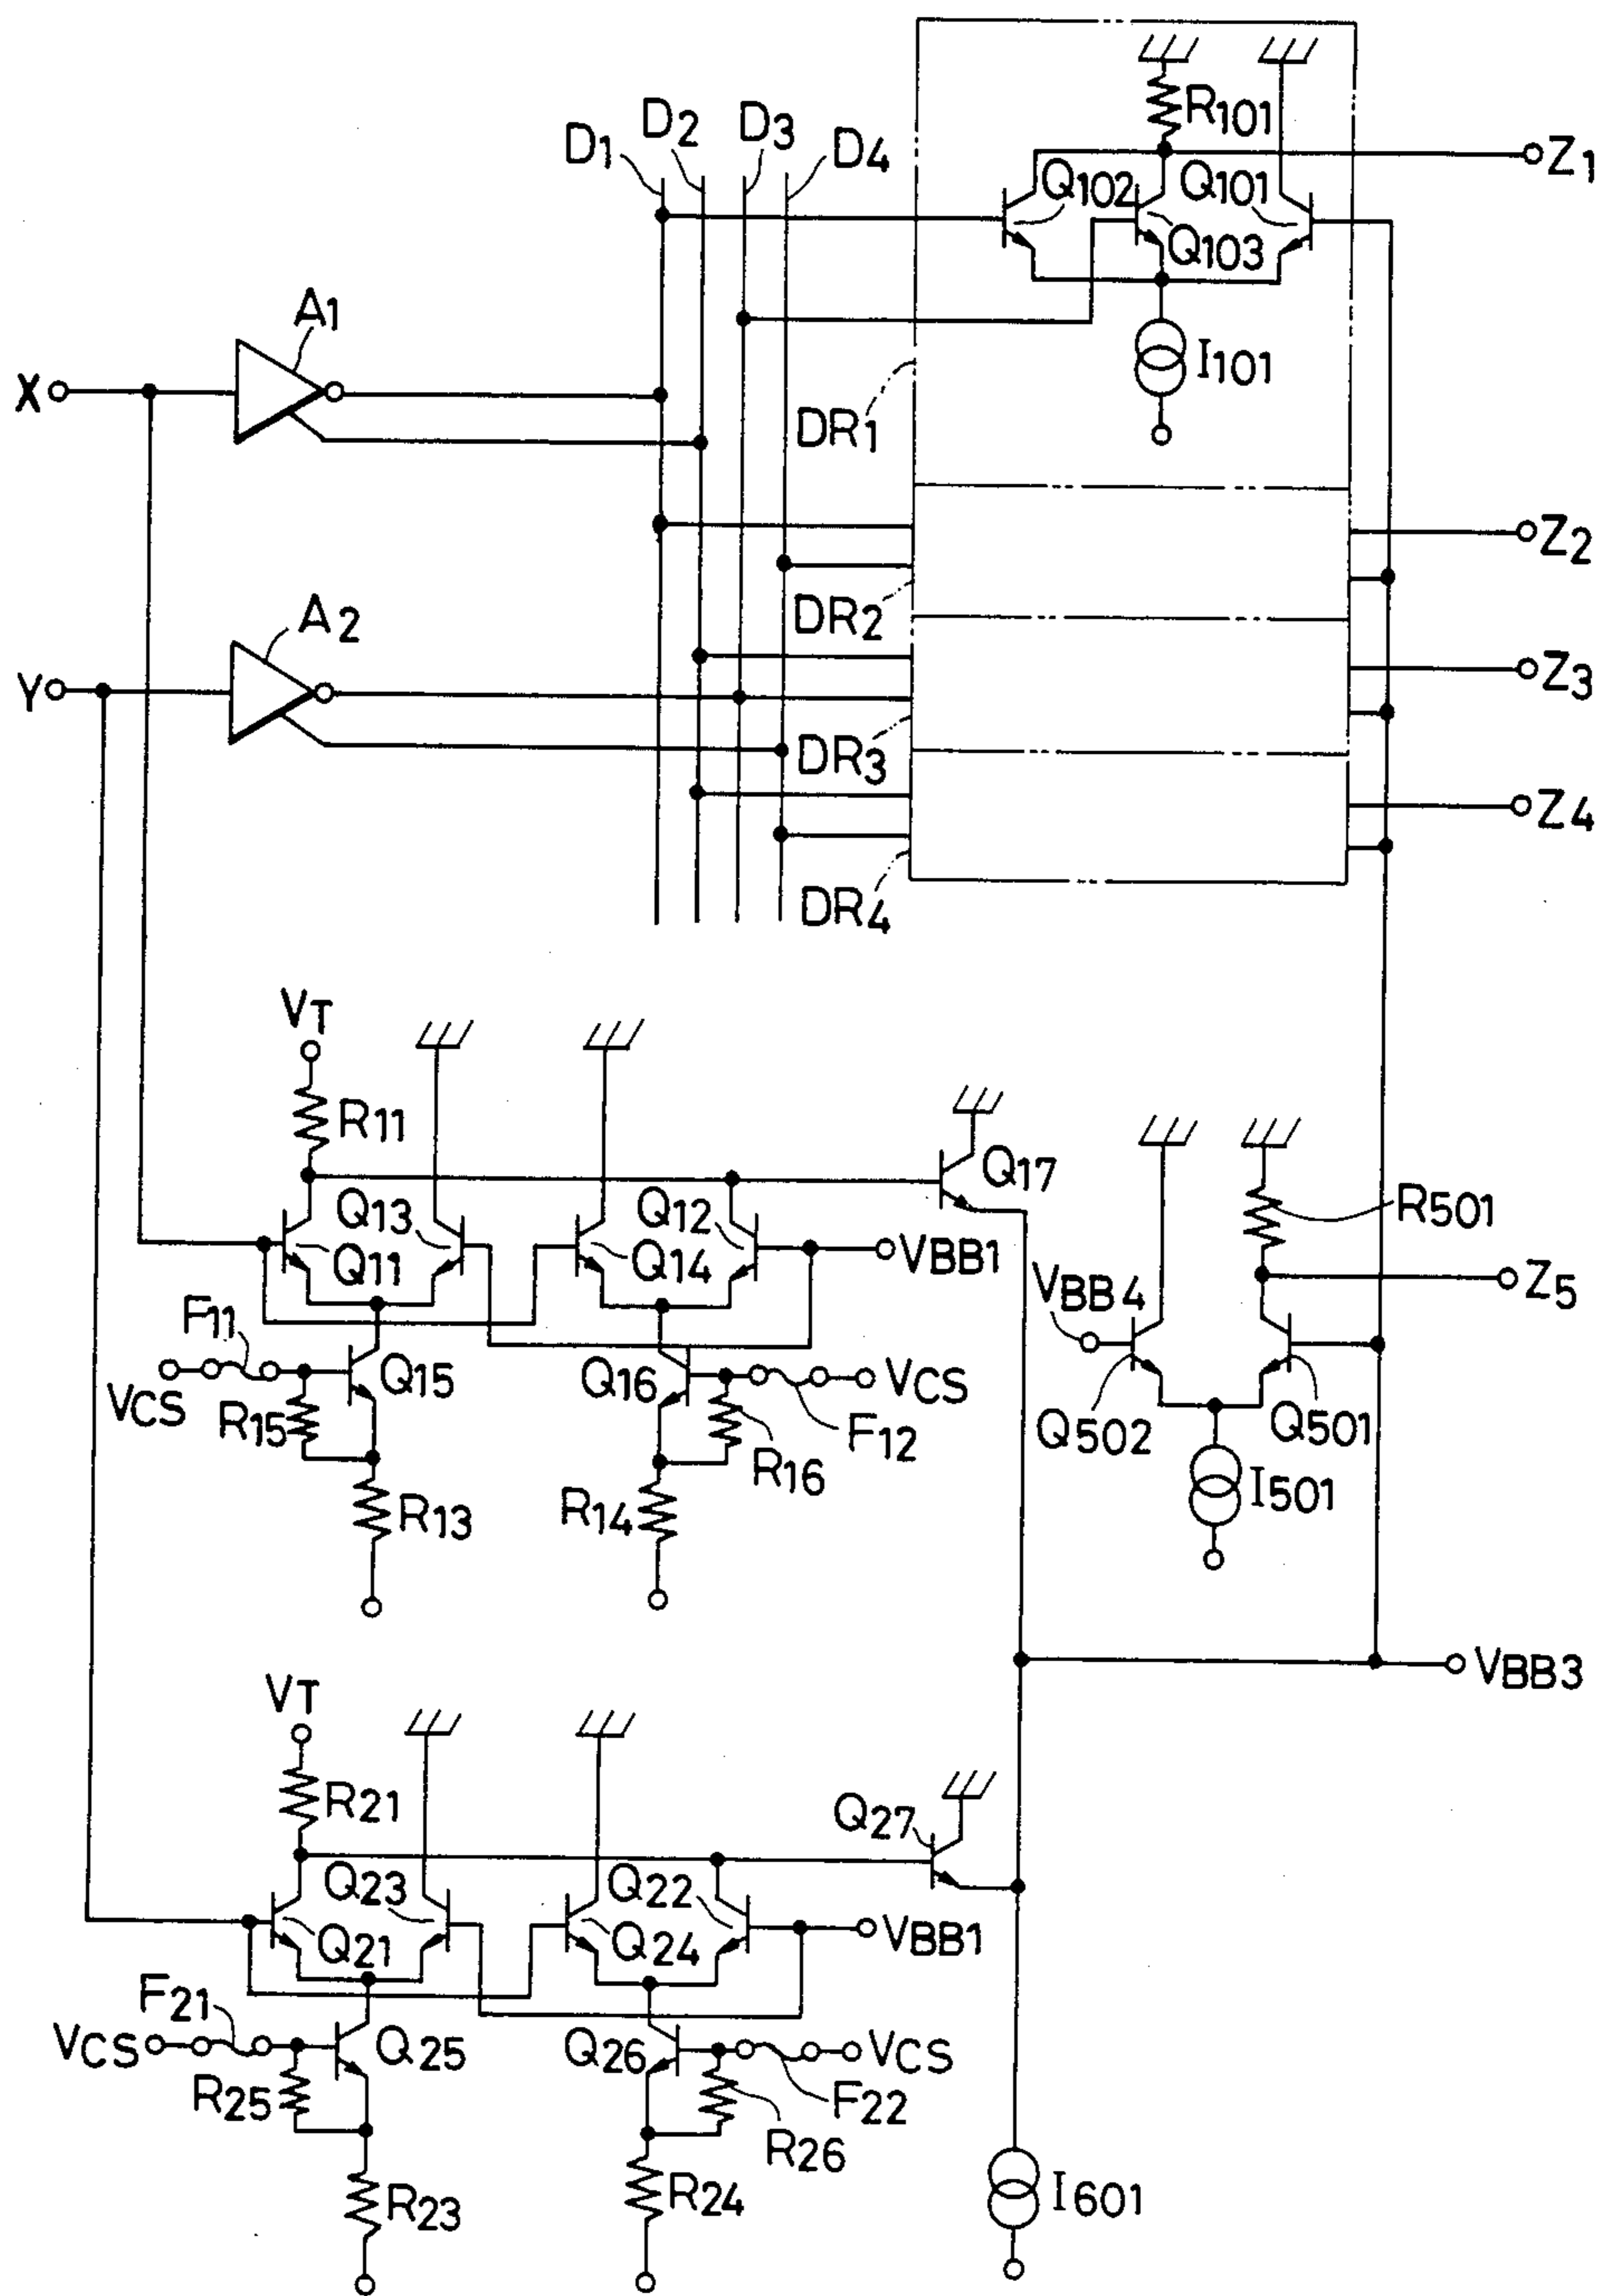 R101
D1
D2
D3
D4
Z1
Q102
Q101
Q103
A1
X
I101
DR1
Z2
DR2
A2
Y
Z3
DR3
Z4
DR4
VT
R11
Q17
Q13
Q12
R501
Q11
Q14
VBB1
VBB4
Z5
F11
VCS
Q15
Q16
VCS
R15
F12
Q502
Q501
R16
R13
R14
I501
VBB3
VT
R21
Q27
Q23
Q22
Q21
Q24
VBB1
F21
VCS
Q25
Q26
VCS
R25
F22
R26
R23
R24
I601